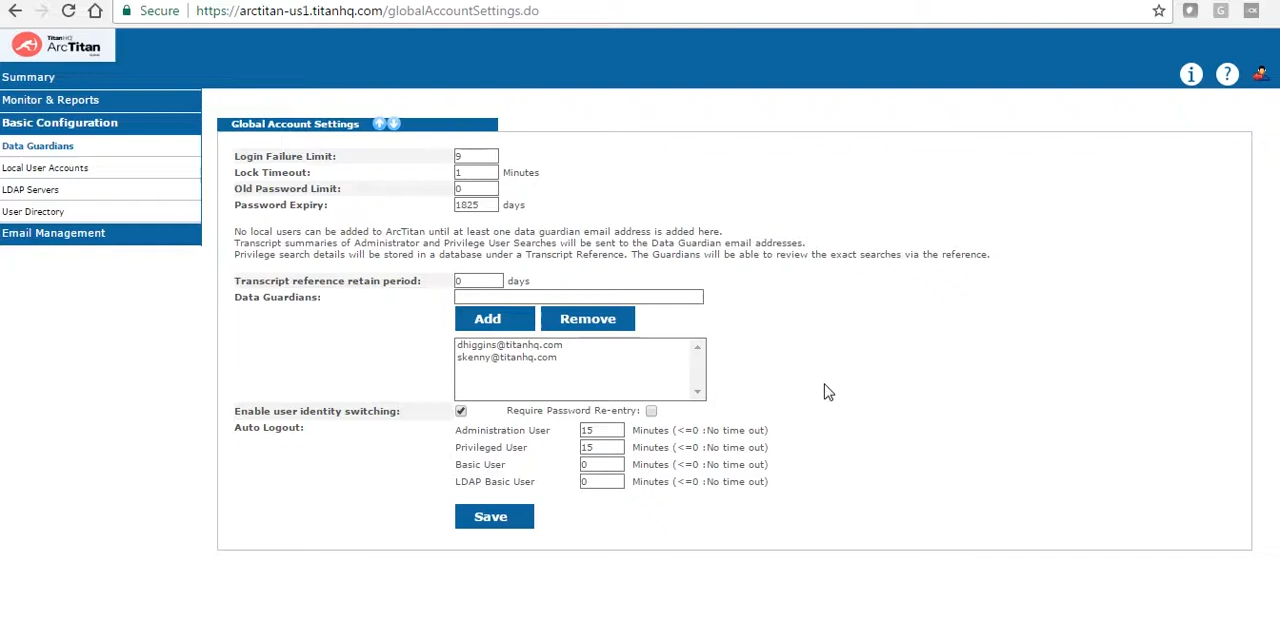 Secure https://arctitan-us1.titanhq.com/globalAccountSettings.do
TitanHQ
ArcTitan
Summary
Monitor & Reports
Basic Configuration
Data Guardians
Local User Accounts
LDAP Servers
User Directory
Email Management
i ?
Global Account Settings
Login Failure Limit: 9
Lock Timeout: 1 Minutes
Old Password Limit: 0
Password Expiry: 1825 days
No local users can be added to ArcTitan until at least one data guardian email address is added here.
Transcript summaries of Administrator and Privilege User Searches will be sent to the Data Guardian email addresses.
Privilege search details will be stored in a database under a Transcript Reference. The Guardians will be able to review the exact searches via the reference.
Transcript reference retain period: 0 days
Data Guardians:
Add Remove
dhiggins@titanhq.com
skenny@titanhq.com
Enable user identity switching: Require Password Re-entry:
Auto Logout:
Administration User 15 Minutes (<=0 :No time out)
Privileged User 15 Minutes (<=0 :No time out)
Basic User 0 Minutes (<=0 :No time out)
LDAP Basic User 0 Minutes (<=0 :No time out)
Save